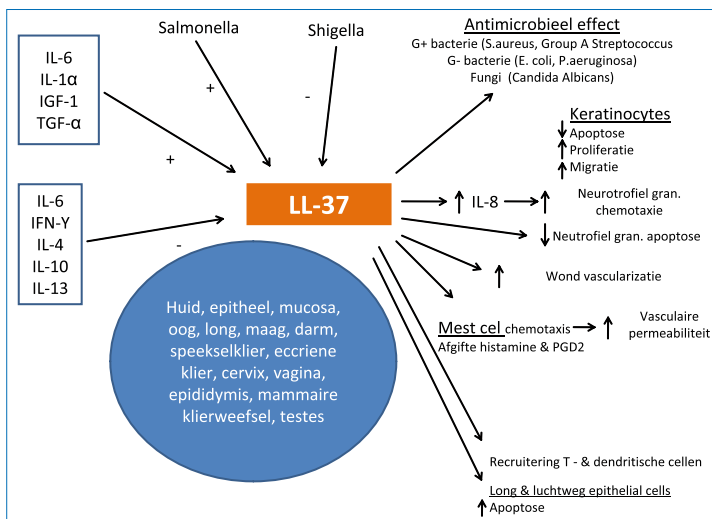 Salmonella
Shigella
IL-6
IL-1α
IGF-1
TGF-α
+
-
+
IL-6
IFN-Y
IL-4
IL-10
IL-13
-
LL-37
Huid, epitheel, mucosa,
oog, long, maag, darm,
speekselklier, eccriene
klier, cervix, vagina,
epididymis, mammaire
klierweefsel, testes
Antimicrobieel effect
G+ bacterie (S.aureus, Group A Streptococcus
G- bacterie (E. coli, P.aeruginosa)
Fungi (Candida Albicans)
Keratinocytes
Apoptose
Proliferatie
Migratie
IL-8
Neurotrofiel gran.
chemotaxie
Neutrofiel gran. apoptose
Wond vascularizatie
Mest cel chemotaxis
Afgifte histamine & PGD2
Vasculaire
permeabiliteit
Recruitering T - & dendritische cellen
Long & luchtweg epithelial cells
Apoptose